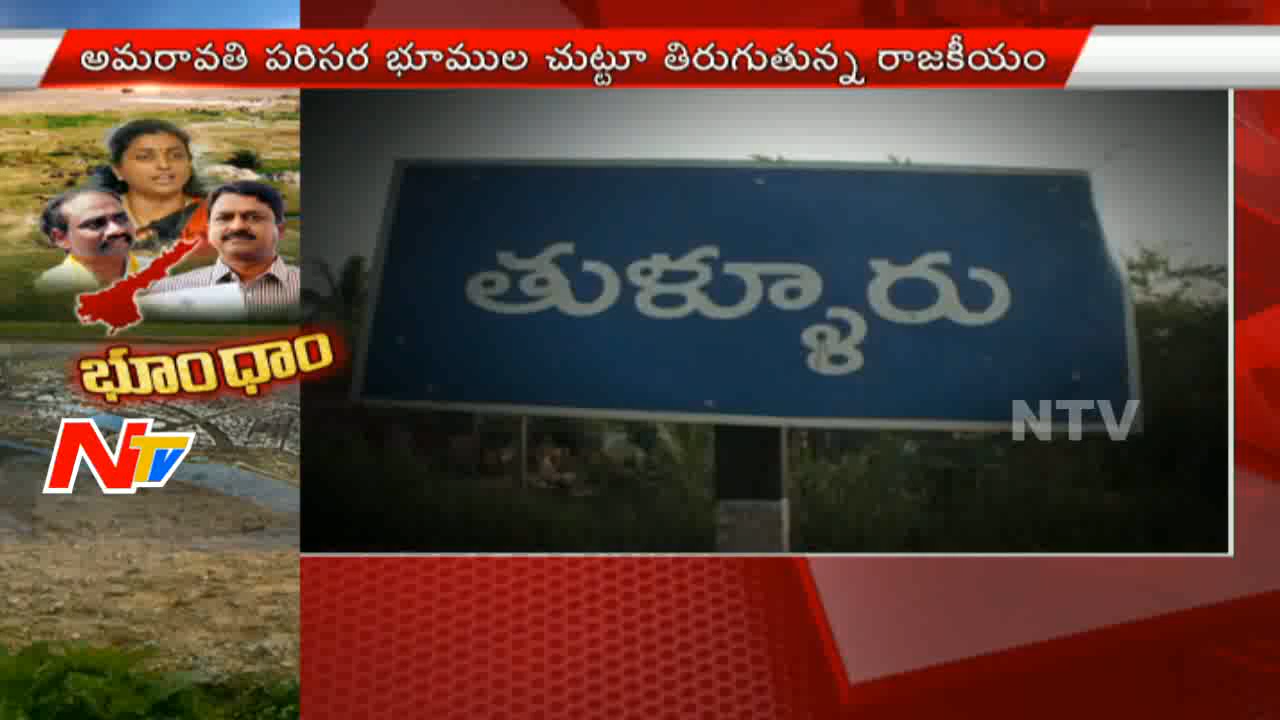 అమరావతి పరిసర భూముల చుట్టూ తిరుగుతున్న రాజకీయం
తుళ్ళూరు
NTV
భూంధాం
NTV